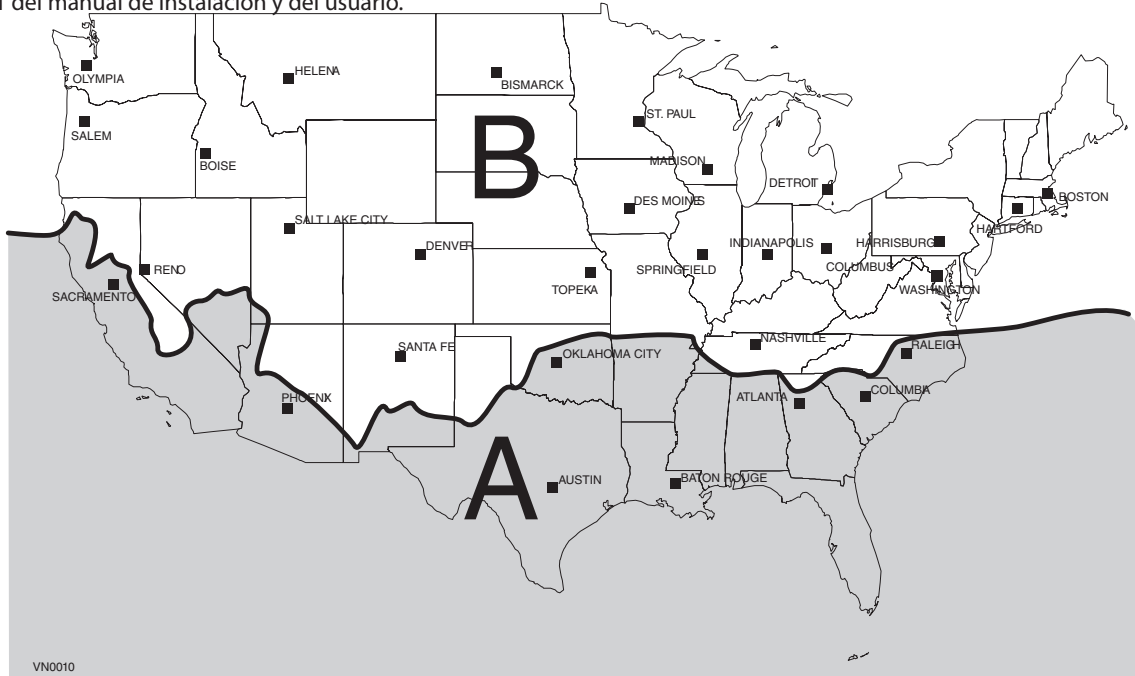 del manual de instalación y del usuario.
OLYMPIA
HELENA
BISMARCK
SALEM
ST. PAUL
B
BOISE
MADISON
DETROIT
BOSTON
DES MOINES
SALT LAKE CITY
HARTFORD
DENVER
INDIANAPOLIS
HARRISBURG
RENO
SPRINGFIELD
COLUMBUS
SACRAMENTO
TOPEKA
WASHINGTON
SANTA FE
OKLAHOMA CITY
NASHVILLE
RALEIGH
PHOENIX
ATLANTA
COLUMBIA
A
AUSTIN
BATON ROUGE
VN0010